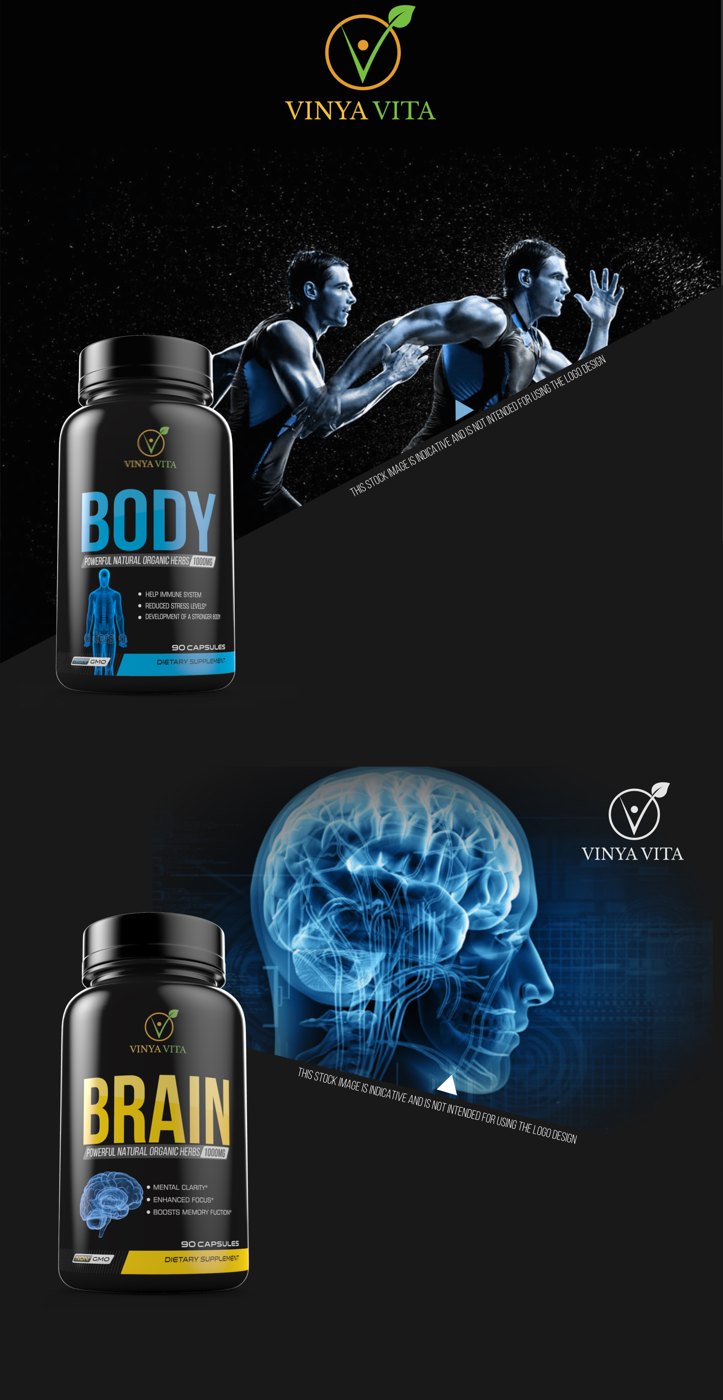 VINYA VITA
THIS STOCK IMAGE IS INDICATIVE AND IS NOT INTENDED FOR USING THE LOGO DESIGN
VINYA VITA
BODY
POWERFUL NATURAL ORGANIC HERBS 1000MG
HELP IMMUNE SYSTEM
REDUCED STRESS LEVELS*
DEVELOPMENT OF A STRONGER BODY
90 CAPSULES
GMO
DIETARY SUPPLEMENT
VINYA VITA
THIS STOCK IMAGE IS INDICATIVE AND IS NOT INTENDED FOR USING THE LOGO DESIGN
VINYA VITA
BRAIN
POWERFUL NATURAL ORGANIC HERBS 1000MG
MENTAL CLARITY*
ENHANCED FOCUS*
BOOSTS MEMORY FUCTION*
90 CAPSULES
GMO
DIETARY SUPPLEMENT